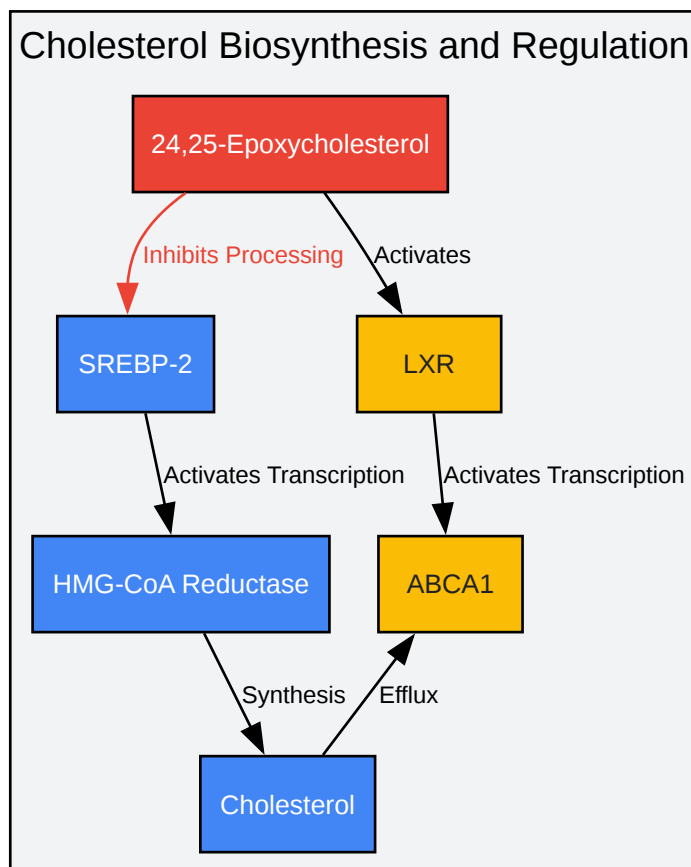 Cholesterol Biosynthesis and Regulation
24,25-Epoxycholesterol
Inhibits Processing
Activates
SREBP-2
LXR
Activates Transcription
Activates Transcription
HMG-CoA Reductase
ABCA1
Synthesis
Efflux
Cholesterol